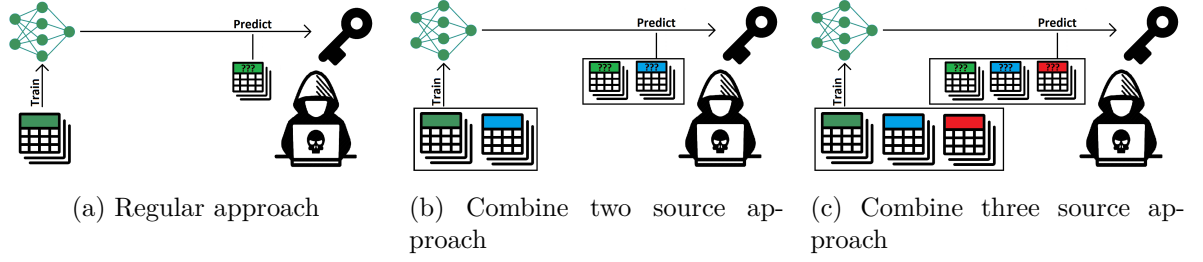 Predict
???
Train
(a) Regular approach
Predict
??? ???
Train
(b) Combine two source ap-
proach
Predict
??? ??? ???
Train
(c) Combine three source ap-
proach